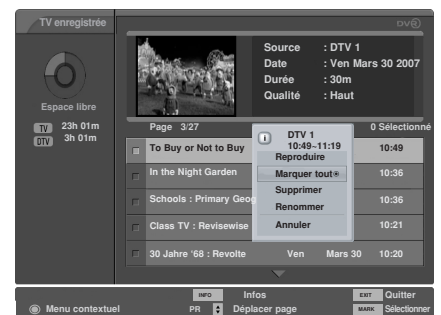 TV enregistrée
DVR
Source : DTV 1
Date : Ven Mars 30 2007
Durée : 30m
Qualité : Haut
Espace libre
TV 23h 01m
DTV 3h 01m
Page 3/27
0 Sélectionné
To Buy or Not to Buy 10:49
In the Night Garden 10:36
Schools : Primary Geog 10:36
Class TV : Revisewise 10:21
30 Jahre ‘68 : Revolte Ven Mars 30 10:20
i
DTV 1
10:49~11:19
Reproduire
Marquer tout
Supprimer
Renommer
Annuler
INFO Infos EXIT Quitter
Menu contextuel PR Déplacer page MARK Sélectionner